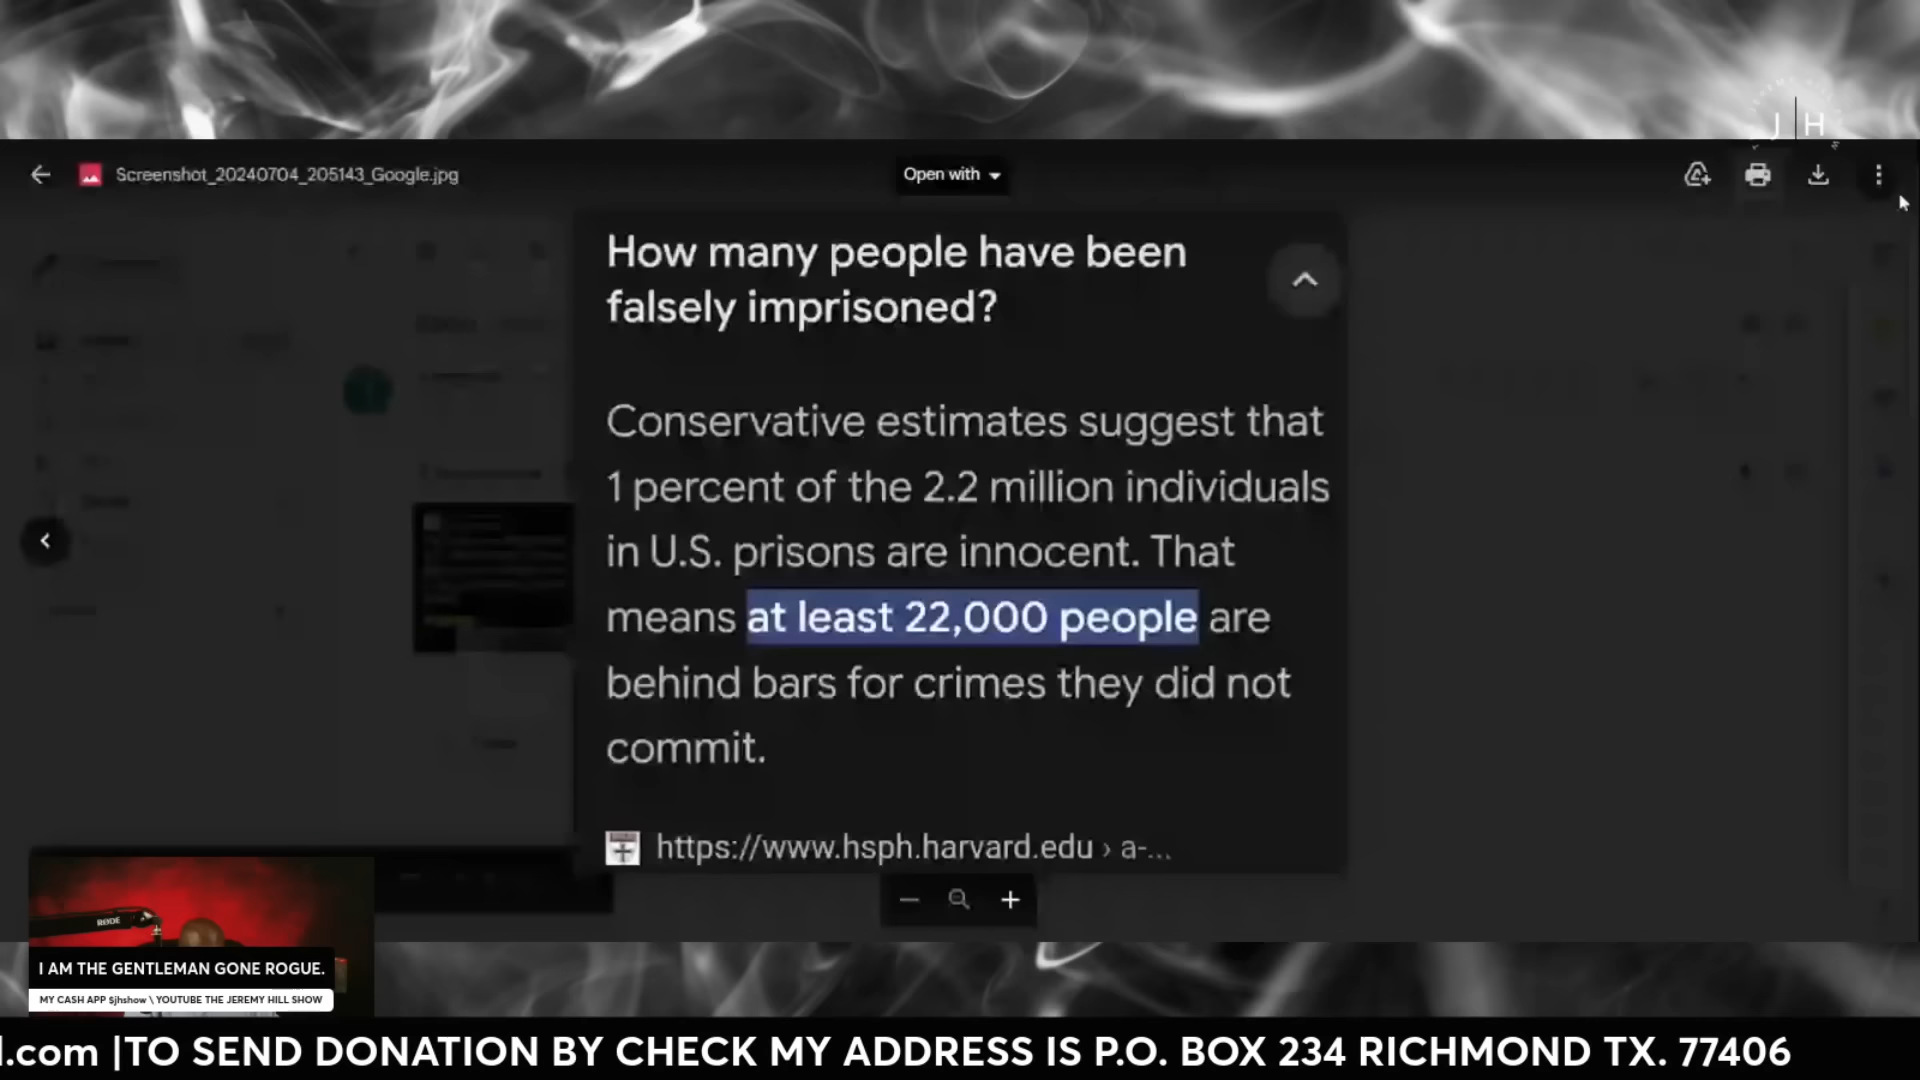 J H
Screenshot_20240704_205143_Google.jpg
Open with
How many people have been
falsely imprisoned?
Conservative estimates suggest that
1 percent of the 2.2 million individuals
in U.S. prisons are innocent. That
means at least 22,000 people are
behind bars for crimes they did not
commit.
https://www.hsph.harvard.edu › a-...
RØDE
I AM THE GENTLEMAN GONE ROGUE.
MY CASH APP $jhshow \ YOUTUBE THE JEREMY HILL SHOW
l.com |TO SEND DONATION BY CHECK MY ADDRESS IS P.O. BOX 234 RICHMOND TX. 77406